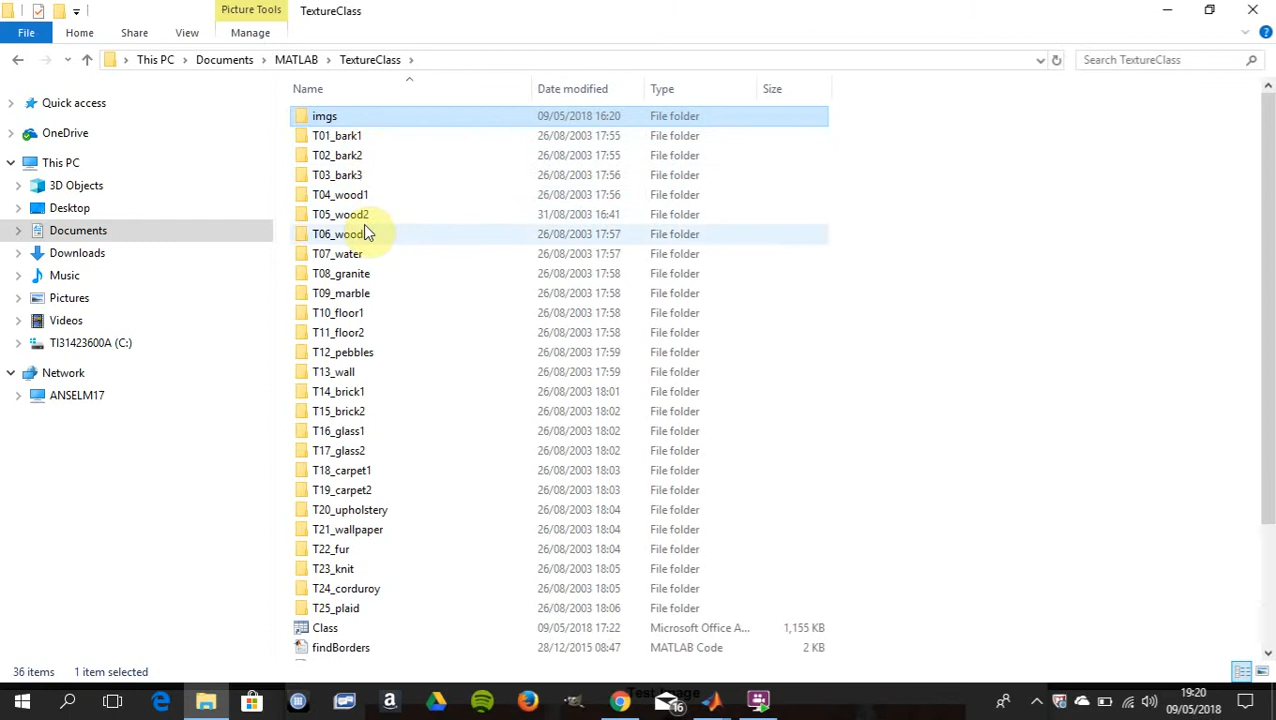 Picture Tools TextureClass
File Home Share View Manage
This PC Documents MATLAB TextureClass Search TextureClass
Name Date modified Type Size
Quick access
OneDrive
This PC
3D Objects
Desktop
Documents
Downloads
Music
Pictures
Videos
TI31423600A (C:)
Network
ANSELM17
imgs 09/05/2018 16:20 File folder
T01_bark1 26/08/2003 17:55 File folder
T02_bark2 26/08/2003 17:55 File folder
T03_bark3 26/08/2003 17:56 File folder
T04_wood1 26/08/2003 17:56 File folder
T05_wood2 31/08/2003 16:41 File folder
T06_wood 26/08/2003 17:57 File folder
T07_water 26/08/2003 17:57 File folder
T08_granite 26/08/2003 17:58 File folder
T09_marble 26/08/2003 17:58 File folder
T10_floor1 26/08/2003 17:58 File folder
T11_floor2 26/08/2003 17:58 File folder
T12_pebbles 26/08/2003 17:59 File folder
T13_wall 26/08/2003 17:59 File folder
T14_brick1 26/08/2003 18:01 File folder
T15_brick2 26/08/2003 18:02 File folder
T16_glass1 26/08/2003 18:02 File folder
T17_glass2 26/08/2003 18:02 File folder
T18_carpet1 26/08/2003 18:03 File folder
T19_carpet2 26/08/2003 18:03 File folder
T20_upholstery 26/08/2003 18:04 File folder
T21_wallpaper 26/08/2003 18:04 File folder
T22_fur 26/08/2003 18:04 File folder
T23_knit 26/08/2003 18:05 File folder
T24_corduroy 26/08/2003 18:05 File folder
T25_plaid 26/08/2003 18:06 File folder
Class 09/05/2018 17:22 Microsoft Office A... 1,155 KB
findBorders 28/12/2015 08:47 MATLAB Code 2 KB
36 items 1 item selected
Test Image
16
19:20
09/05/2018